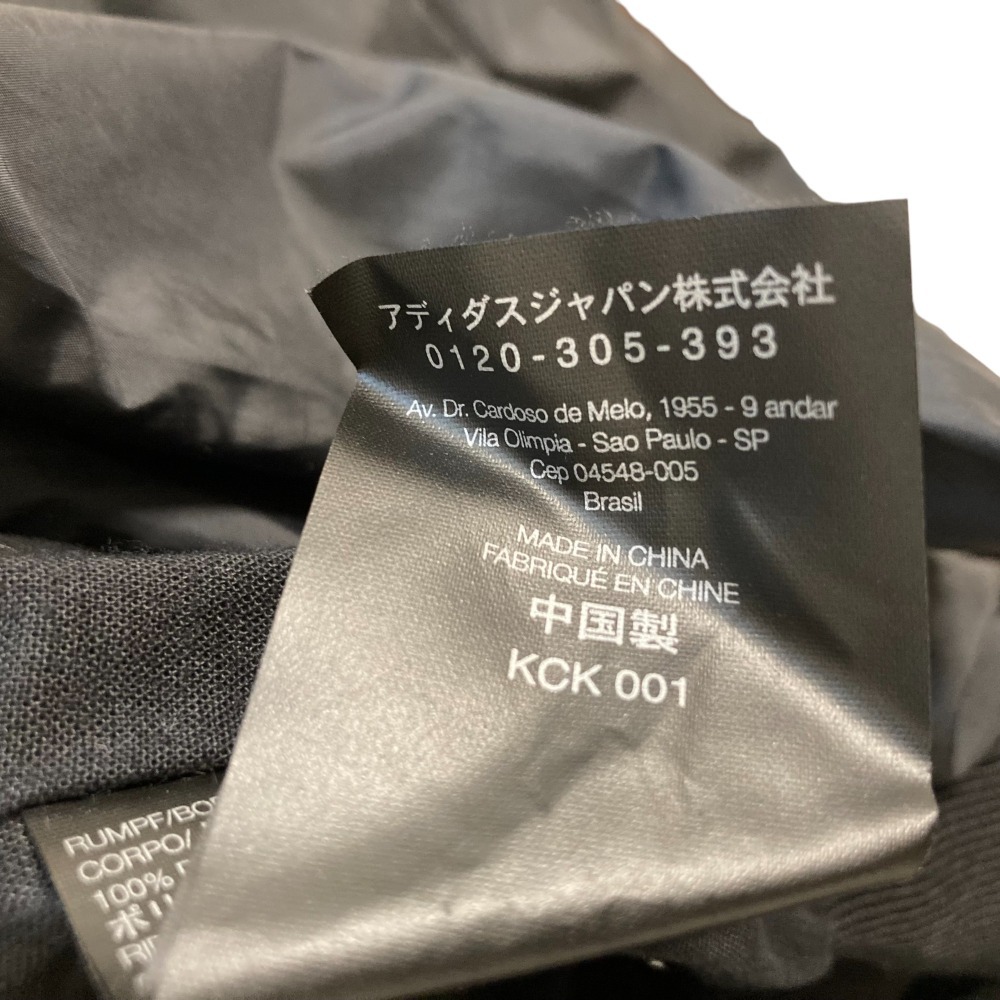 アディダスジャパン株式会社
0120-305-393
Av. Dr. Cardoso de Melo, 1955 - 9 andar
Vila Olimpia - Sao Paulo - SP
Cep 04548-005
Brasil
MADE IN CHINA
FABRIQUÉ EN CHINE
中国製
KCK 001
RUMPF/
CORPO/
100%